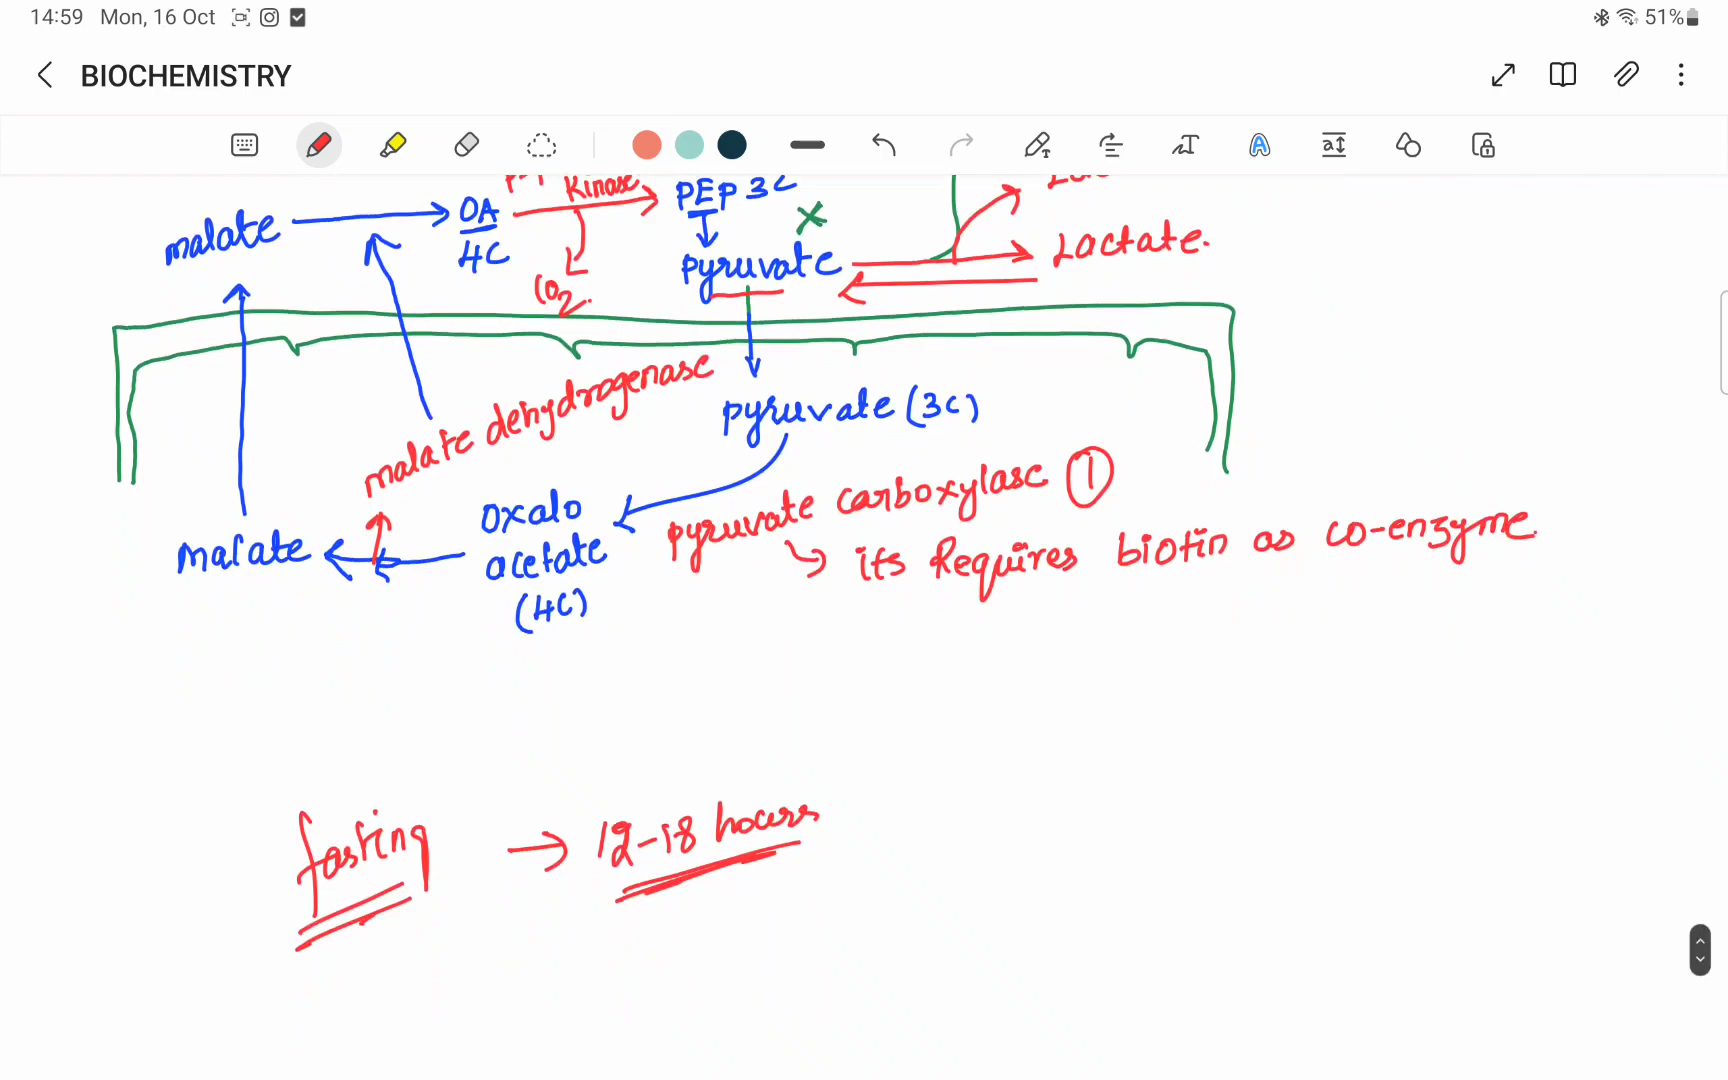 14:59 Mon, 16 Oct 51%
BIOCHEMISTRY
Kinase PEP 3C
malate OA Lactate.
4C pyruvate
CO2.
malate dehydrogenase
pyruvate (3C)
pyruvate carboxylase 1
oxalo
acetate
(4C)
malate
its Requires biotin as co-enzyme.
fasting → 12-18 hours